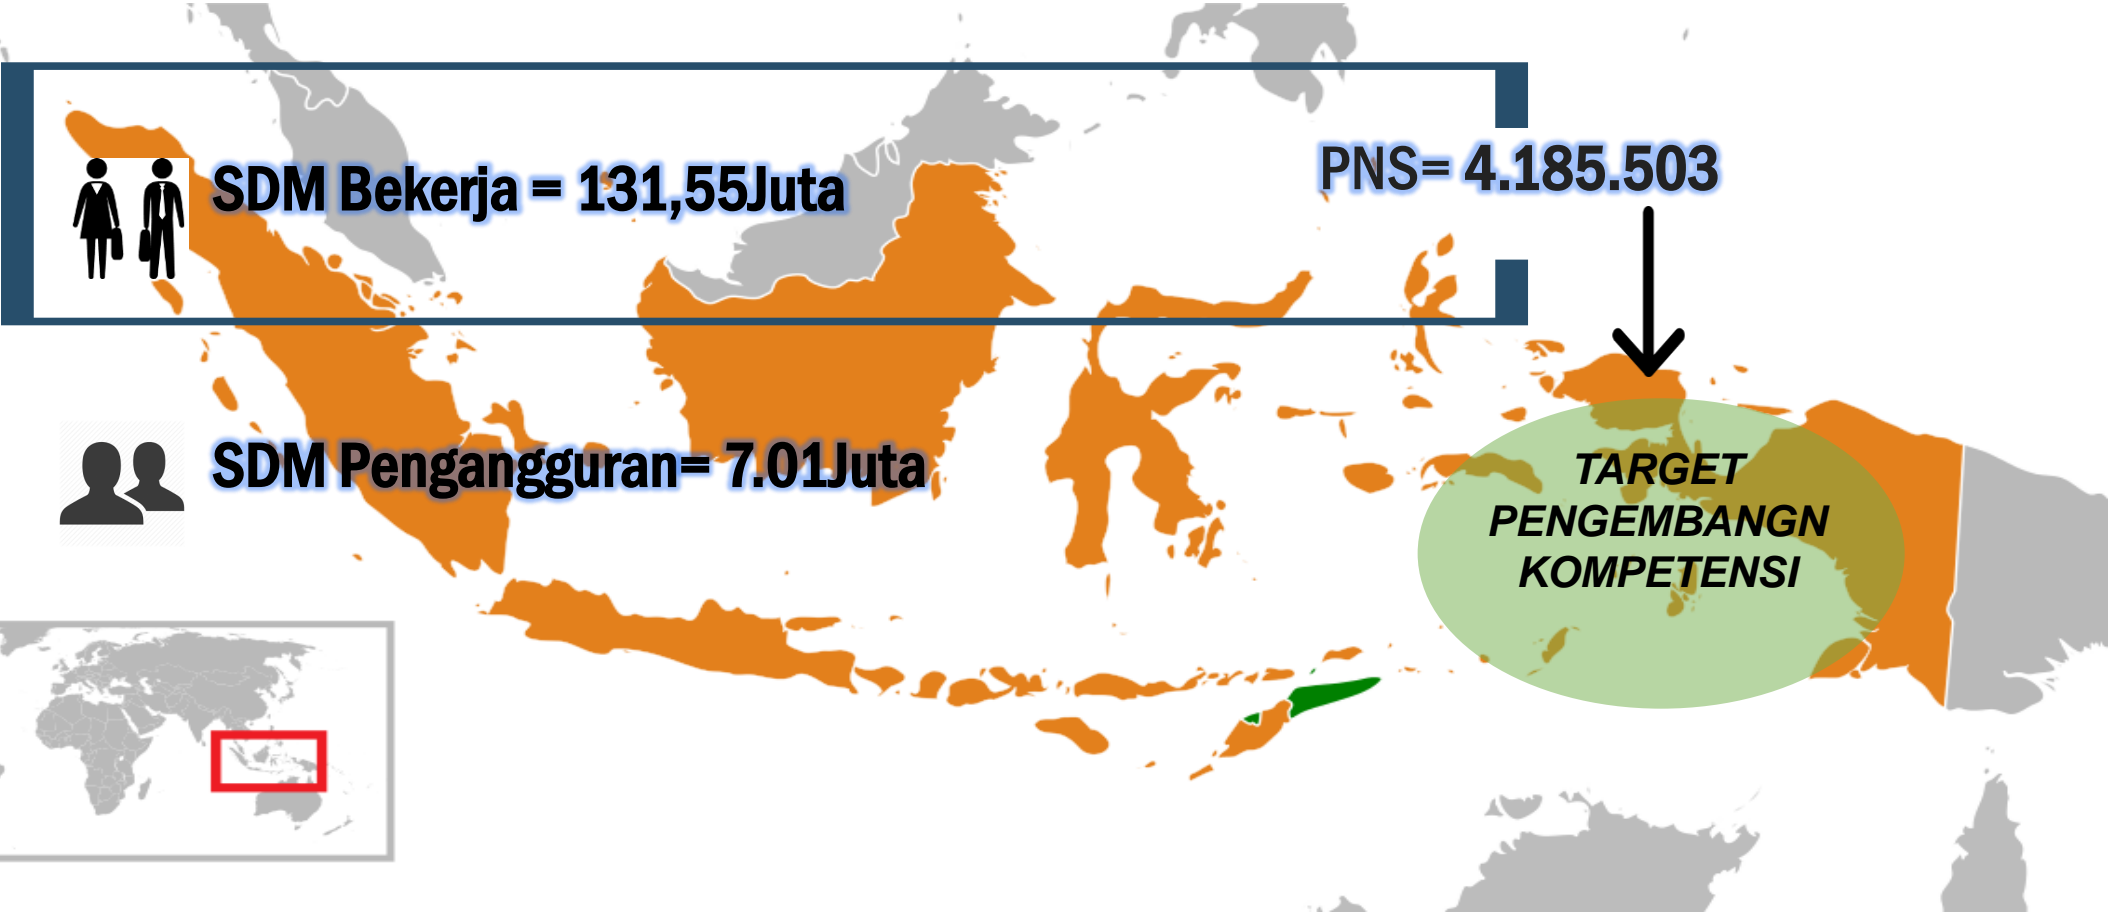 SDM Bekerja = 131,55Juta
PNS= 4.185.503
SDM Pengangguran= 7.01Juta
TARGET
PENGEMBANGN
KOMPETENSI